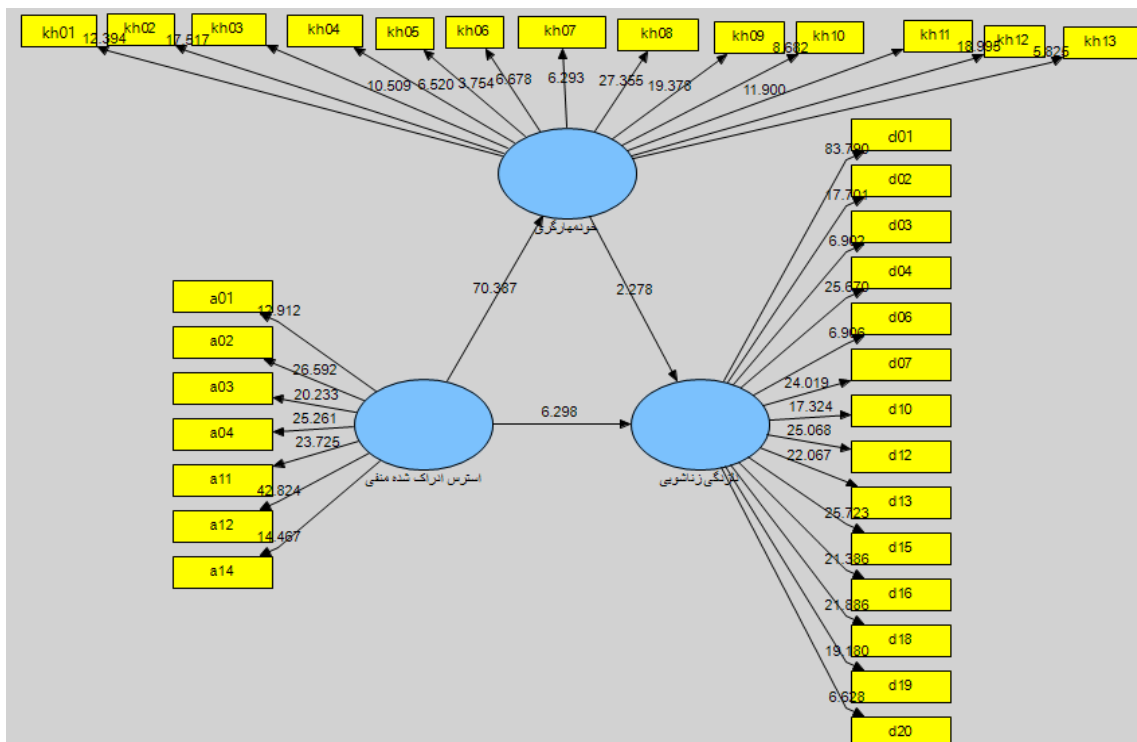 kh01
kh02
kh03
kh04
kh05
kh06
kh07
kh08
kh09
kh10
kh11
kh12
kh13
12.394
17.517
10.509
6.520
3.754
6.678
6.293
27.355
19.378
8.682
11.900
18.995
5.825
خودمهارگری
70.387
2.278
6.298
a01
a02
a03
a04
a11
a12
a14
12.912
26.592
20.233
25.261
23.725
42.824
14.467
استرس ادراک شده منفی
دلزدگی زناشویی
d01
d02
d03
d04
d06
d07
d10
d12
d13
d15
d16
d18
d19
d20
83.790
17.701
6.902
25.670
6.906
24.019
17.324
25.068
22.067
25.723
21.386
21.886
19.180
6.628